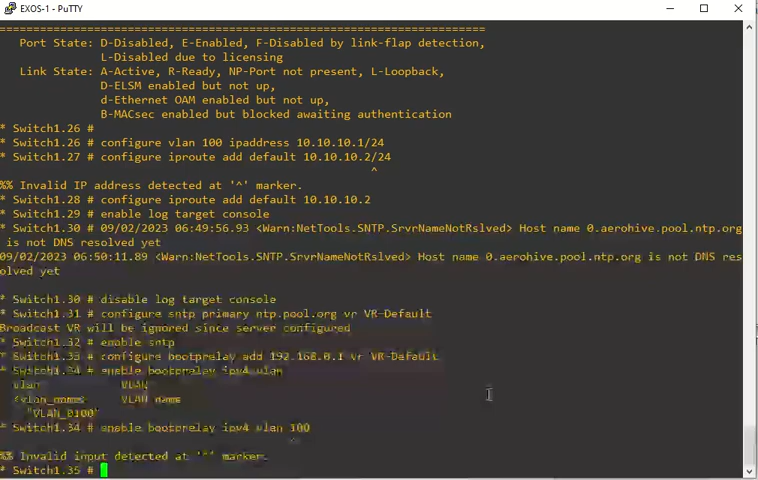 EXOS-1 - PuTTY
================================================================================
Port State: D-Disabled, E-Enabled, F-Disabled by link-flap detection,
L-Disabled due to licensing
Link State: A-Active, R-Ready, NP-Port not present, L-Loopback,
D-ELSM enabled but not up,
d-Ethernet OAM enabled but not up,
B-MACsec enabled but blocked awaiting authentication
* Switch1.26 #
* Switch1.26 # configure vlan 100 ipaddress 10.10.10.1/24
* Switch1.27 # configure iproute add default 10.10.10.2/24
^
%% Invalid IP address detected at '^' marker.
* Switch1.28 # configure iproute add default 10.10.10.2
* Switch1.29 # enable log target console
* Switch1.30 # 09/02/2023 06:49:56.93 <Warn:NetTools.SNTP.SrvrNameNotRslved> Host name 0.aerohive.pool.ntp.org
is not DNS resolved yet
09/02/2023 06:50:11.89 <Warn:NetTools.SNTP.SrvrNameNotRslved> Host name 0.aerohive.pool.ntp.org is not DNS res
olved yet
* Switch1.30 # disable log target console
* Switch1.31 # configure sntp primary ntp.pool.org vr VR-Default
Broadcast VR will be ignored since server configured
* Switch1.32 # enable sntp
* Switch1.33 # configure bootprelay add 192.168.0.1 vr VR-Default
* Switch1.34 # enable bootprelay ipv4 vlan
vlan VLAN
<vlan_name> VLAN name
"VLAN_0100"
* Switch1.34 # enable bootprelay ipv4 vlan 100
^
%% Invalid input detected at '^' marker.
* Switch1.35 #